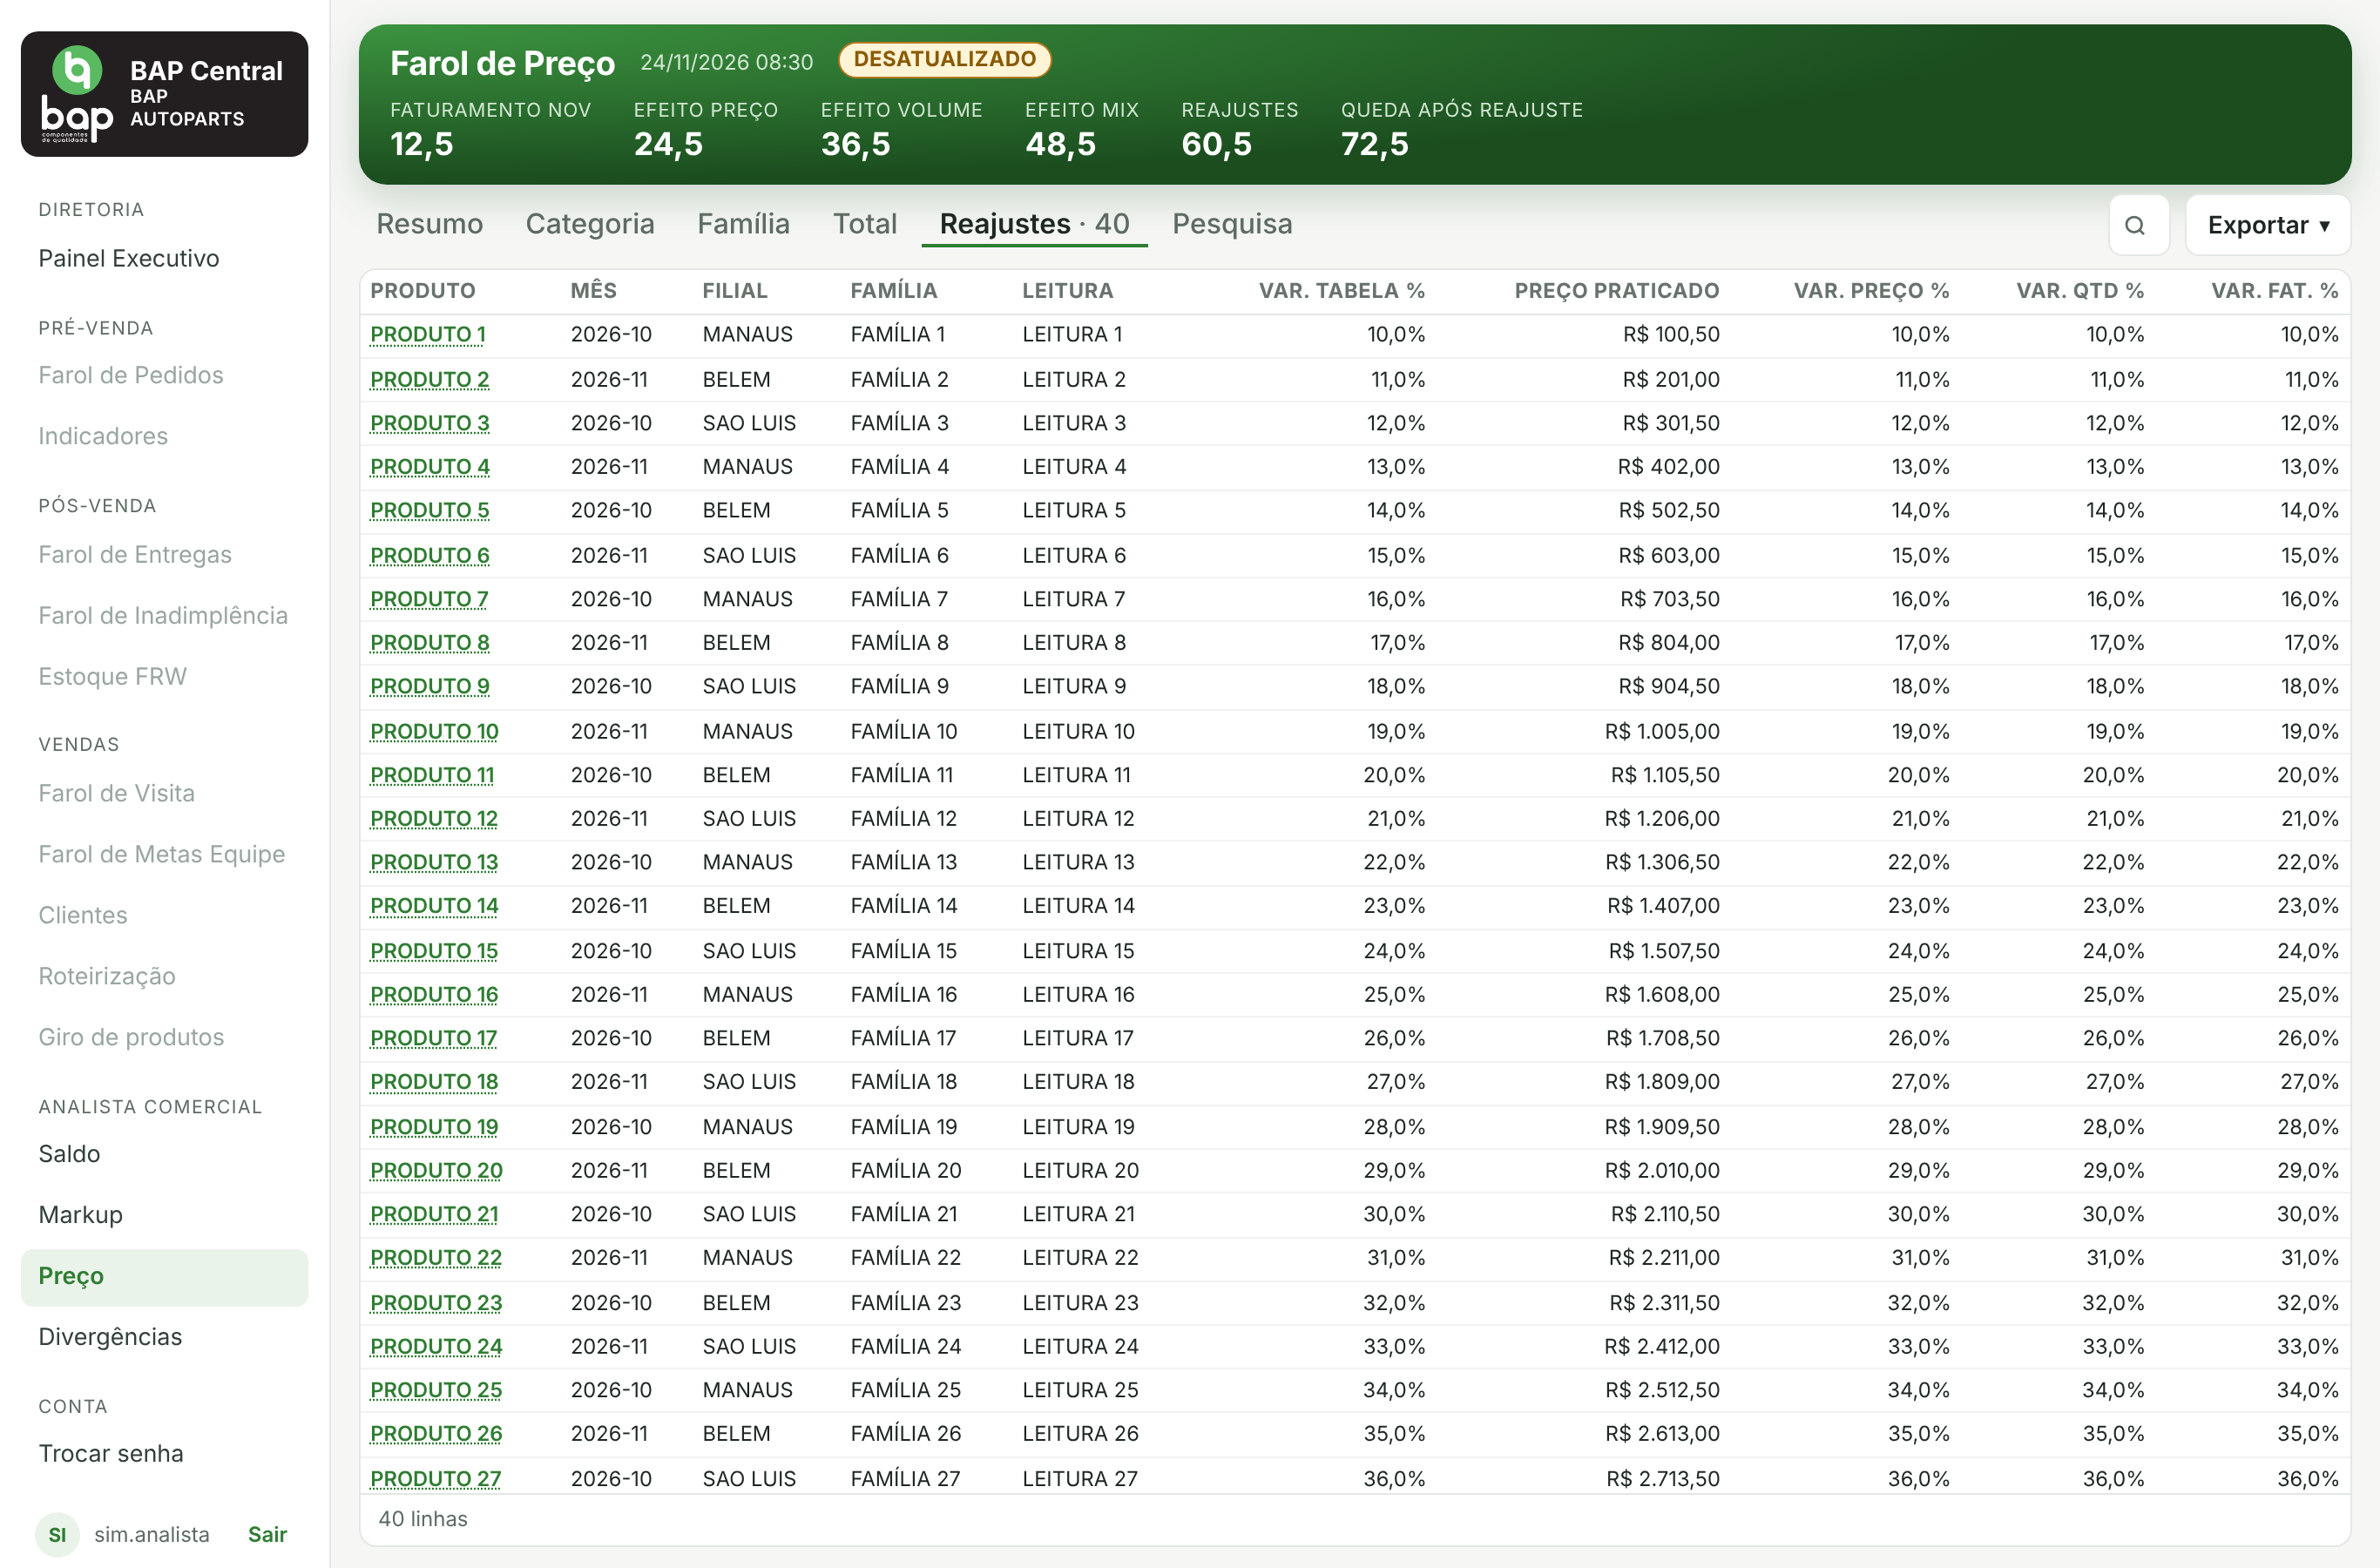 bap
componentes
de qualidade
BAP Central
BAP
AUTOPARTS
DIRETORIA
Painel Executivo
PRÉ-VENDA
Farol de Pedidos
Indicadores
PÓS-VENDA
Farol de Entregas
Farol de Inadimplência
Estoque FRW
VENDAS
Farol de Visita
Farol de Metas Equipe
Clientes
Roteirização
Giro de produtos
ANALISTA COMERCIAL
Saldo
Markup
Preço
Divergências
CONTA
Trocar senha
SI sim.analista Sair
Farol de Preço 24/11/2026 08:30 DESATUALIZADO
FATURAMENTO NOV EFEITO PREÇO EFEITO VOLUME EFEITO MIX REAJUSTES QUEDA APÓS REAJUSTE
12,5 24,5 36,5 48,5 60,5 72,5
Resumo Categoria Família Total Reajustes · 40 Pesquisa Exportar ▾
PRODUTO MÊS FILIAL FAMÍLIA LEITURA VAR. TABELA % PREÇO PRATICADO VAR. PREÇO % VAR. QTD % VAR. FAT. %
PRODUTO 1 2026-10 MANAUS FAMÍLIA 1 LEITURA 1 10,0% R$ 100,50 10,0% 10,0% 10,0%
PRODUTO 2 2026-11 BELEM FAMÍLIA 2 LEITURA 2 11,0% R$ 201,00 11,0% 11,0% 11,0%
PRODUTO 3 2026-10 SAO LUIS FAMÍLIA 3 LEITURA 3 12,0% R$ 301,50 12,0% 12,0% 12,0%
PRODUTO 4 2026-11 MANAUS FAMÍLIA 4 LEITURA 4 13,0% R$ 402,00 13,0% 13,0% 13,0%
PRODUTO 5 2026-10 BELEM FAMÍLIA 5 LEITURA 5 14,0% R$ 502,50 14,0% 14,0% 14,0%
PRODUTO 6 2026-11 SAO LUIS FAMÍLIA 6 LEITURA 6 15,0% R$ 603,00 15,0% 15,0% 15,0%
PRODUTO 7 2026-10 MANAUS FAMÍLIA 7 LEITURA 7 16,0% R$ 703,50 16,0% 16,0% 16,0%
PRODUTO 8 2026-11 BELEM FAMÍLIA 8 LEITURA 8 17,0% R$ 804,00 17,0% 17,0% 17,0%
PRODUTO 9 2026-10 SAO LUIS FAMÍLIA 9 LEITURA 9 18,0% R$ 904,50 18,0% 18,0% 18,0%
PRODUTO 10 2026-11 MANAUS FAMÍLIA 10 LEITURA 10 19,0% R$ 1.005,00 19,0% 19,0% 19,0%
PRODUTO 11 2026-10 BELEM FAMÍLIA 11 LEITURA 11 20,0% R$ 1.105,50 20,0% 20,0% 20,0%
PRODUTO 12 2026-11 SAO LUIS FAMÍLIA 12 LEITURA 12 21,0% R$ 1.206,00 21,0% 21,0% 21,0%
PRODUTO 13 2026-10 MANAUS FAMÍLIA 13 LEITURA 13 22,0% R$ 1.306,50 22,0% 22,0% 22,0%
PRODUTO 14 2026-11 BELEM FAMÍLIA 14 LEITURA 14 23,0% R$ 1.407,00 23,0% 23,0% 23,0%
PRODUTO 15 2026-10 SAO LUIS FAMÍLIA 15 LEITURA 15 24,0% R$ 1.507,50 24,0% 24,0% 24,0%
PRODUTO 16 2026-11 MANAUS FAMÍLIA 16 LEITURA 16 25,0% R$ 1.608,00 25,0% 25,0% 25,0%
PRODUTO 17 2026-10 BELEM FAMÍLIA 17 LEITURA 17 26,0% R$ 1.708,50 26,0% 26,0% 26,0%
PRODUTO 18 2026-11 SAO LUIS FAMÍLIA 18 LEITURA 18 27,0% R$ 1.809,00 27,0% 27,0% 27,0%
PRODUTO 19 2026-10 MANAUS FAMÍLIA 19 LEITURA 19 28,0% R$ 1.909,50 28,0% 28,0% 28,0%
PRODUTO 20 2026-11 BELEM FAMÍLIA 20 LEITURA 20 29,0% R$ 2.010,00 29,0% 29,0% 29,0%
PRODUTO 21 2026-10 SAO LUIS FAMÍLIA 21 LEITURA 21 30,0% R$ 2.110,50 30,0% 30,0% 30,0%
PRODUTO 22 2026-11 MANAUS FAMÍLIA 22 LEITURA 22 31,0% R$ 2.211,00 31,0% 31,0% 31,0%
PRODUTO 23 2026-10 BELEM FAMÍLIA 23 LEITURA 23 32,0% R$ 2.311,50 32,0% 32,0% 32,0%
PRODUTO 24 2026-11 SAO LUIS FAMÍLIA 24 LEITURA 24 33,0% R$ 2.412,00 33,0% 33,0% 33,0%
PRODUTO 25 2026-10 MANAUS FAMÍLIA 25 LEITURA 25 34,0% R$ 2.512,50 34,0% 34,0% 34,0%
PRODUTO 26 2026-11 BELEM FAMÍLIA 26 LEITURA 26 35,0% R$ 2.613,00 35,0% 35,0% 35,0%
PRODUTO 27 2026-10 SAO LUIS FAMÍLIA 27 LEITURA 27 36,0% R$ 2.713,50 36,0% 36,0% 36,0%
40 linhas